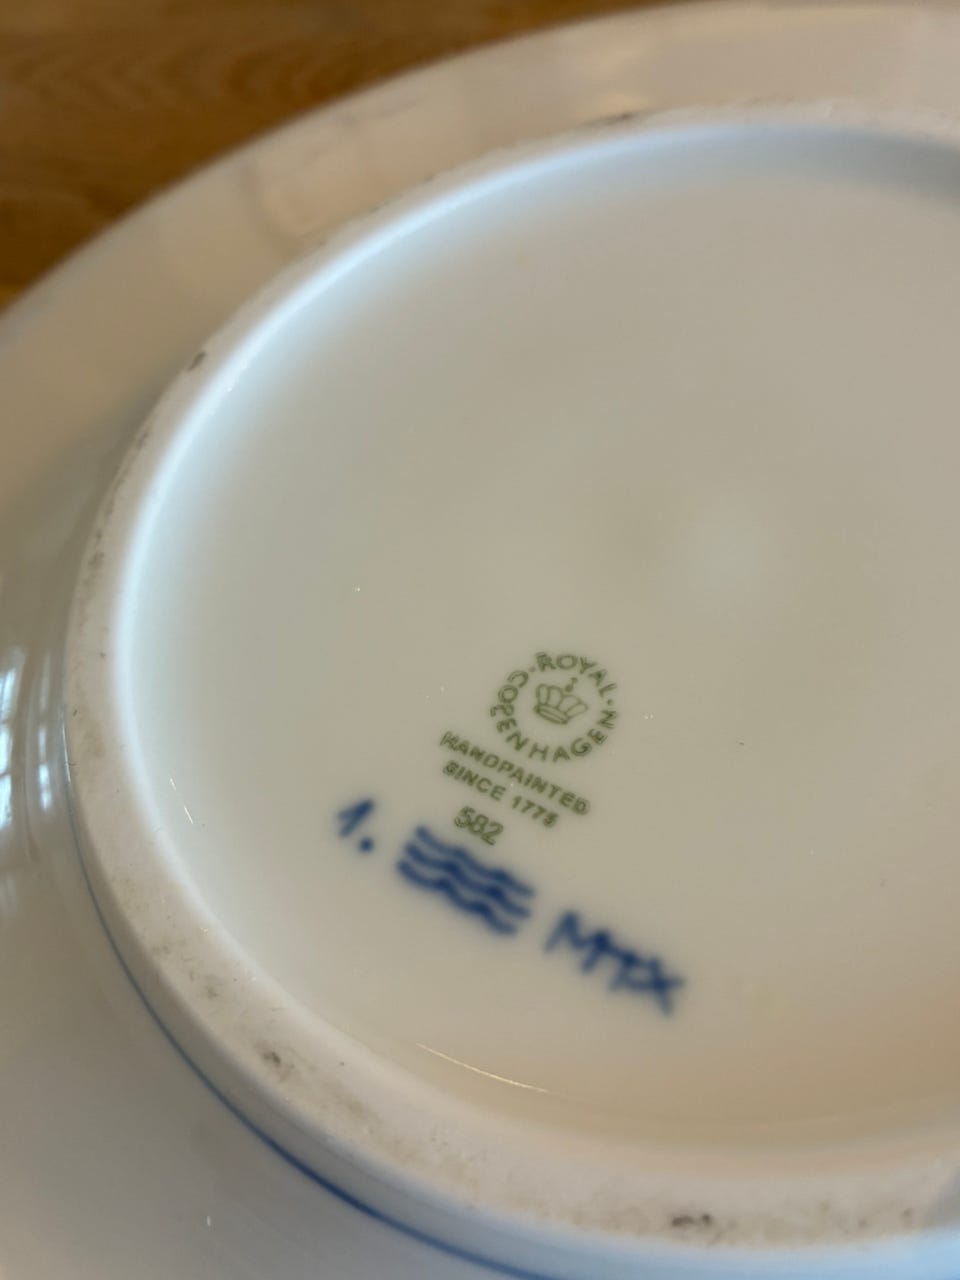 ROYAL COPENHAGEN
HANDPAINTED
SINCE 1775
582
1.